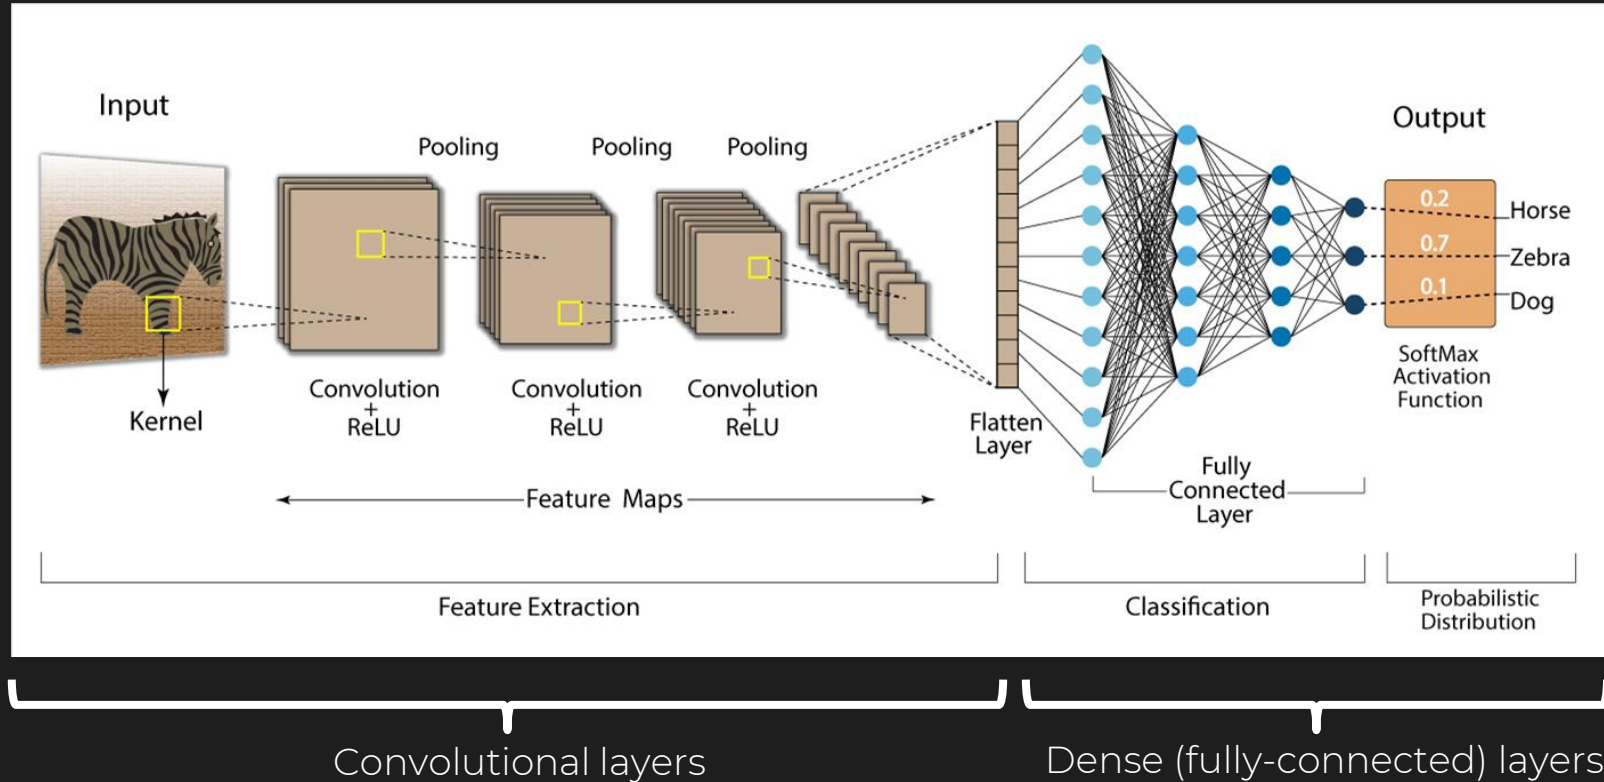 Input
Pooling
Pooling
Pooling
Output
0.2
Horse
0.7
Zebra
0.1
Dog
SoftMax
Activation
Function
Kernel
Convolution
+
ReLU
Convolution
+
ReLU
Convolution
+
ReLU
Flatten
Layer
Fully
Connected
Layer
Feature Maps
Feature Extraction
Classification
Probabilistic
Distribution
Convolutional layers
Dense (fully-connected) layers